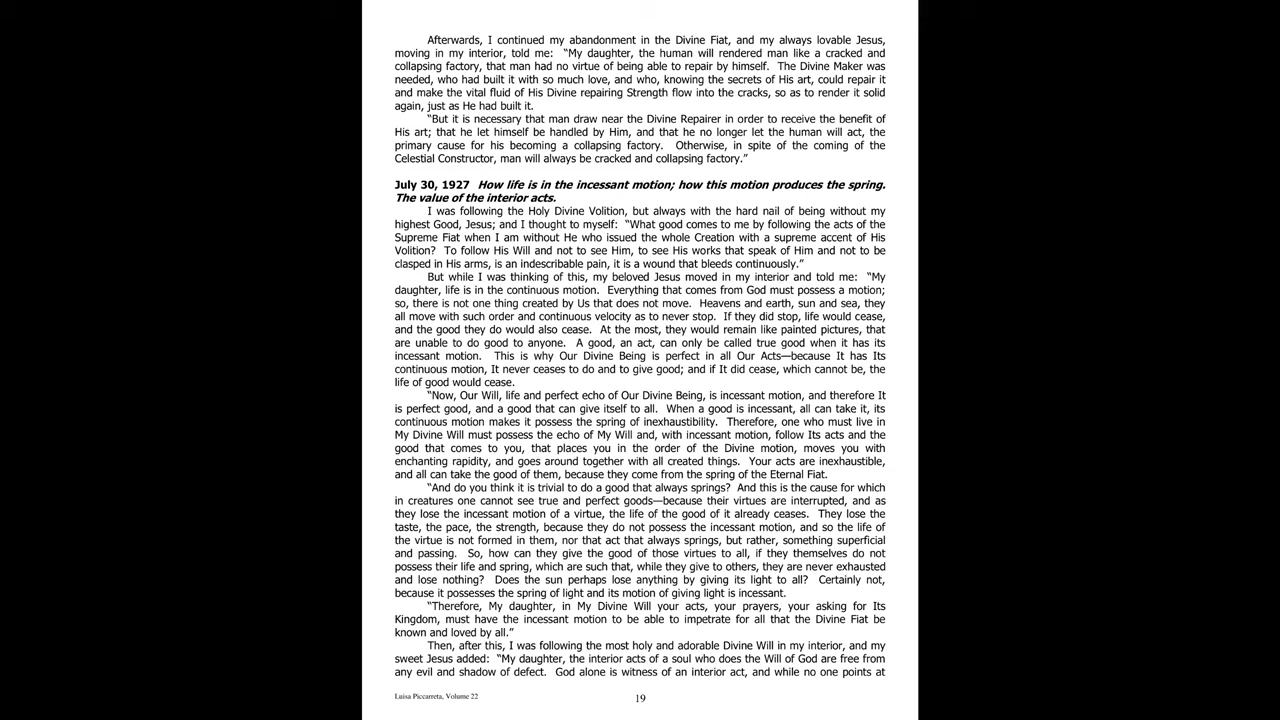 Afterwards, I continued my abandonment in the Divine Fiat, and my always lovable Jesus,
moving in my interior, told me: “My daughter, the human will rendered man like a cracked and
collapsing factory, that man had no virtue of being able to repair by himself. The Divine Maker was
needed, who had built it with so much love, and who, knowing the secrets of His art, could repair it
and make the vital fluid of His Divine repairing Strength flow into the cracks, so as to render it solid
again, just as He had built it.
“But it is necessary that man draw near the Divine Repairer in order to receive the benefit of
His art; that he let himself be handled by Him, and that he no longer let the human will act, the
primary cause for his becoming a collapsing factory. Otherwise, in spite of the coming of the
Celestial Constructor, man will always be cracked and collapsing factory.”
July 30, 1927 How life is in the incessant motion; how this motion produces the spring.
The value of the interior acts.
I was following the Holy Divine Volition, but always with the hard nail of being without my
highest Good, Jesus; and I thought to myself: “What good comes to me by following the acts of the
Supreme Fiat when I am without He who issued the whole Creation with a supreme accent of His
Volition? To follow His Will and not to see Him, to see His works that speak of Him and not to be
clasped in His arms, is an indescribable pain, it is a wound that bleeds continuously.”
But while I was thinking of this, my beloved Jesus moved in my interior and told me: “My
daughter, life is in the continuous motion. Everything that comes from God must possess a motion;
so, there is not one thing created by Us that does not move. Heavens and earth, sun and sea, they
all move with such order and continuous velocity as to never stop. If they did stop, life would cease,
and the good they do would also cease. At the most, they would remain like painted pictures, that
are unable to do good to anyone. A good, an act, can only be called true good when it has its
incessant motion. This is why Our Divine Being is perfect in all Our Acts—because It has Its
continuous motion, It never ceases to do and to give good; and if It did cease, which cannot be, the
life of good would cease.
“Now, Our Will, life and perfect echo of Our Divine Being, is incessant motion, and therefore It
is perfect good, and a good that can give itself to all. When a good is incessant, all can take it, its
continuous motion makes it possess the spring of inexhaustibility. Therefore, one who must live in
My Divine Will must possess the echo of My Will and, with incessant motion, follow Its acts and the
good that comes to you, that places you in the order of the Divine motion, moves you with
enchanting rapidity, and goes around together with all created things. Your acts are inexhaustible,
and all can take the good of them, because they come from the spring of the Eternal Fiat.
“And do you think it is trivial to do a good that always springs? And this is the cause for which
in creatures one cannot see true and perfect goods—because their virtues are interrupted, and as
they lose the incessant motion of a virtue, the life of the good of it already ceases. They lose the
taste, the pace, the strength, because they do not possess the incessant motion, and so the life of
the virtue is not formed in them, nor that act that always springs, but rather, something superficial
and passing. So, how can they give the good of those virtues to all, if they themselves do not
possess their life and spring, which are such that, while they give to others, they are never exhausted
and lose nothing? Does the sun perhaps lose anything by giving its light to all? Certainly not,
because it possesses the spring of light and its motion of giving light is incessant.
“Therefore, My daughter, in My Divine Will your acts, your prayers, your asking for Its
Kingdom, must have the incessant motion to be able to impetrate for all that the Divine Fiat be
known and loved by all.”
Then, after this, I was following the most holy and adorable Divine Will in my interior, and my
sweet Jesus added: “My daughter, the interior acts of a soul who does the Will of God are free from
any evil and shadow of defect. God alone is witness of an interior act, and while no one points at
Luisa Piccarreta, Volume 22
19